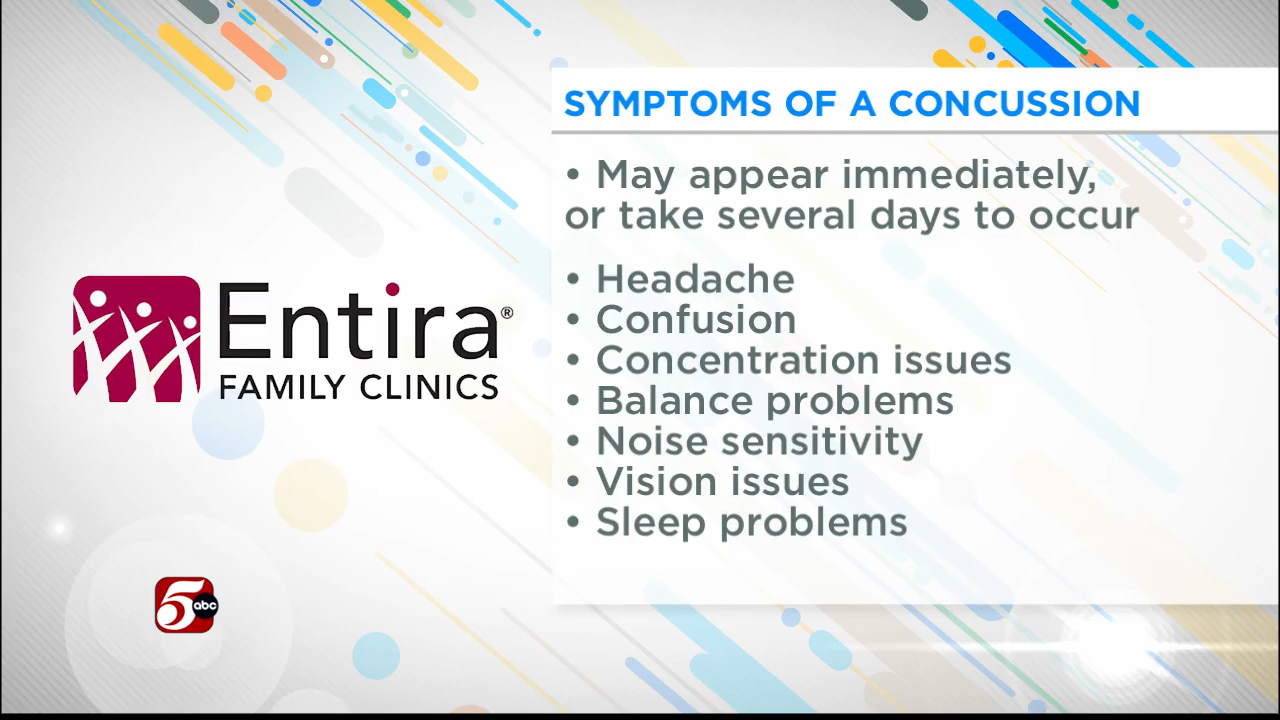 SYMPTOMS OF A CONCUSSION
• May appear immediately,
or take several days to occur
• Headache
• Confusion
• Concentration issues
• Balance problems
• Noise sensitivity
• Vision issues
• Sleep problems
Entira®
FAMILY CLINICS
5 abc